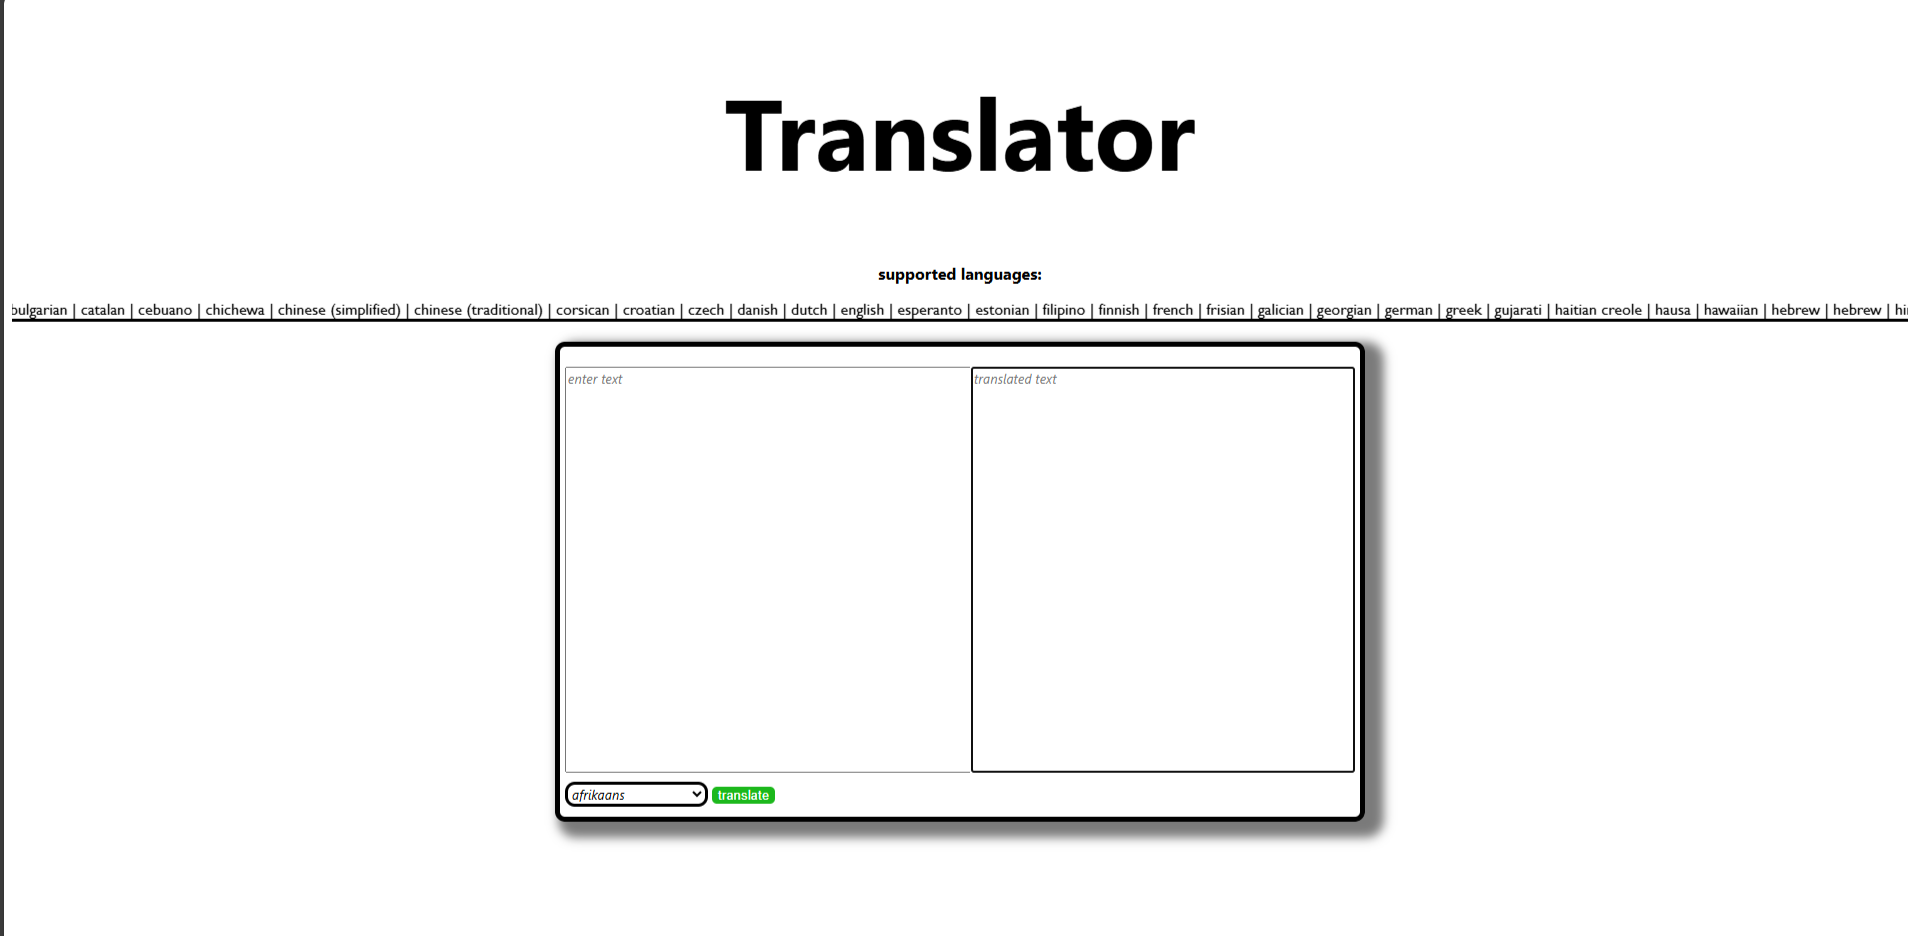 Translator
supported languages:
bulgarian | catalan | cebuano | chichewa | chinese (simplified) | chinese (traditional) | corsican | croatian | czech | danish | dutch | english | esperanto | estonian | filipino | finnish | french | frisian | galician | georgian | german | greek | gujarati | haitian creole | hausa | hawaiian | hebrew | hebrew |
enter text
translated text
afrikaans
translate